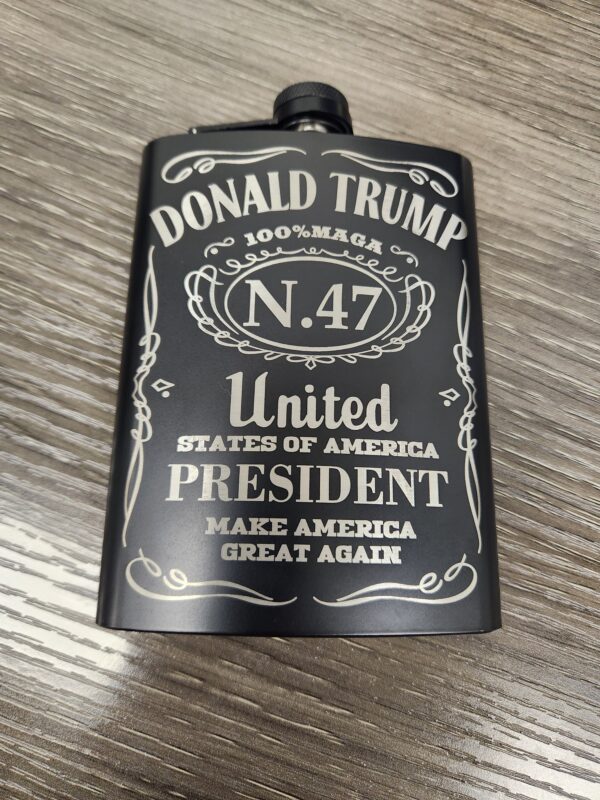 DONALD TRUMP
100%MAGA
N.47
United
STATES OF AMERICA
PRESIDENT
MAKE AMERICA
GREAT AGAIN